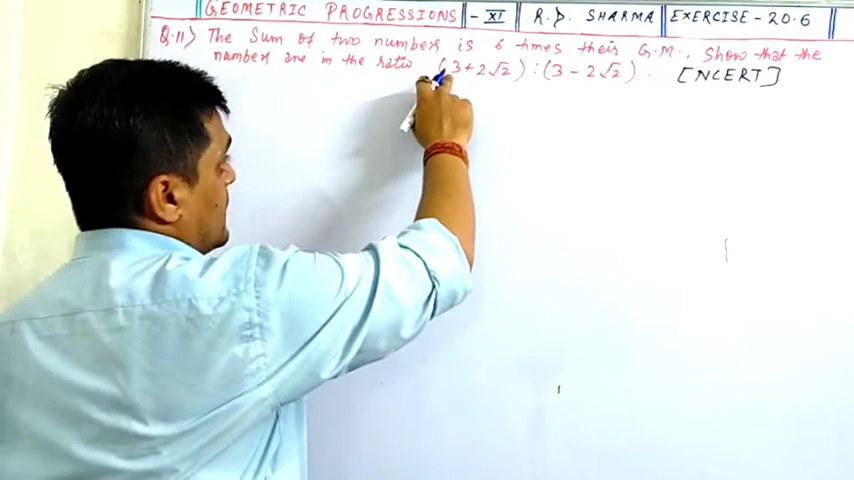 GEOMETRIC PROGRESSIONS - XI R.D. SHARMA EXERCISE - 20.6
Q.11) The Sum of two numbers is 6 times their G.M., Show that the
numbers are in the ratio (3+2√2) : (3-2√2). [NCERT]